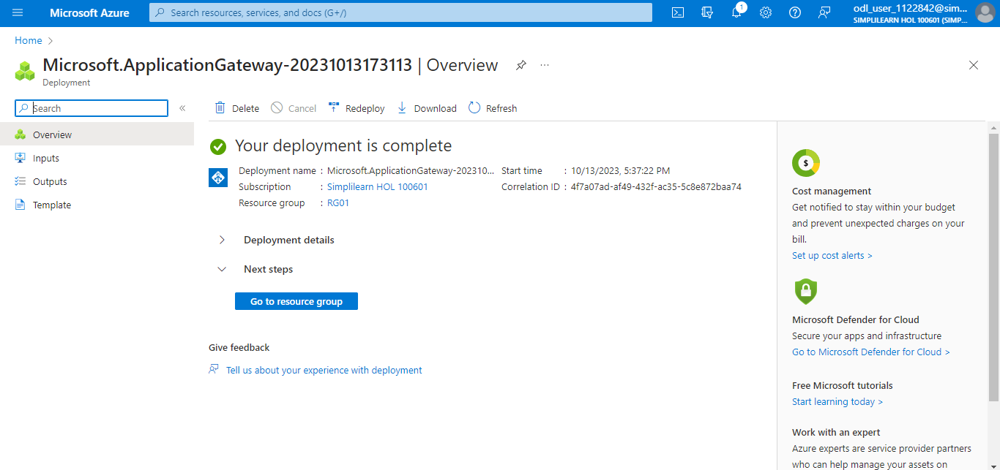 Microsoft Azure
Search resources, services, and docs (G+/)
1
odl_user_1122842@sim...
SIMPLILEARN HOL 100601 (SIMP...
Home
Microsoft.ApplicationGateway-20231013173113 | Overview
Deployment
Search
Overview
Inputs
Outputs
Template
Delete
Cancel
Redeploy
Download
Refresh
Your deployment is complete
Deployment name : Microsoft.ApplicationGateway-202310...
Subscription : Simplilearn HOL 100601
Resource group : RG01
Start time : 10/13/2023, 5:37:22 PM
Correlation ID : 4f7a07ad-af49-432f-ac35-5c8e872baa74
Deployment details
Next steps
Go to resource group
Give feedback
Tell us about your experience with deployment
$
Cost management
Get notified to stay within your budget
and prevent unexpected charges on your
bill.
Set up cost alerts >
Microsoft Defender for Cloud
Secure your apps and infrastructure
Go to Microsoft Defender for Cloud >
Free Microsoft tutorials
Start learning today >
Work with an expert
Azure experts are service provider partners
who can help manage your assets on